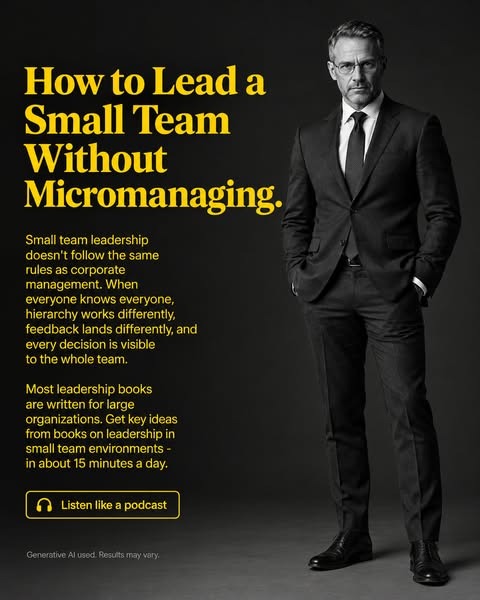 How to Lead a
Small Team
Without
Micromanaging.
Small team leadership
doesn't follow the same
rules as corporate
management. When
everyone knows everyone,
hierarchy works differently,
feedback lands differently, and
every decision is visible
to the whole team.
Most leadership books
are written for large
organizations. Get key ideas
from books on leadership in
small team environments -
in about 15 minutes a day.
Listen like a podcast
Generative AI used. Results may vary.